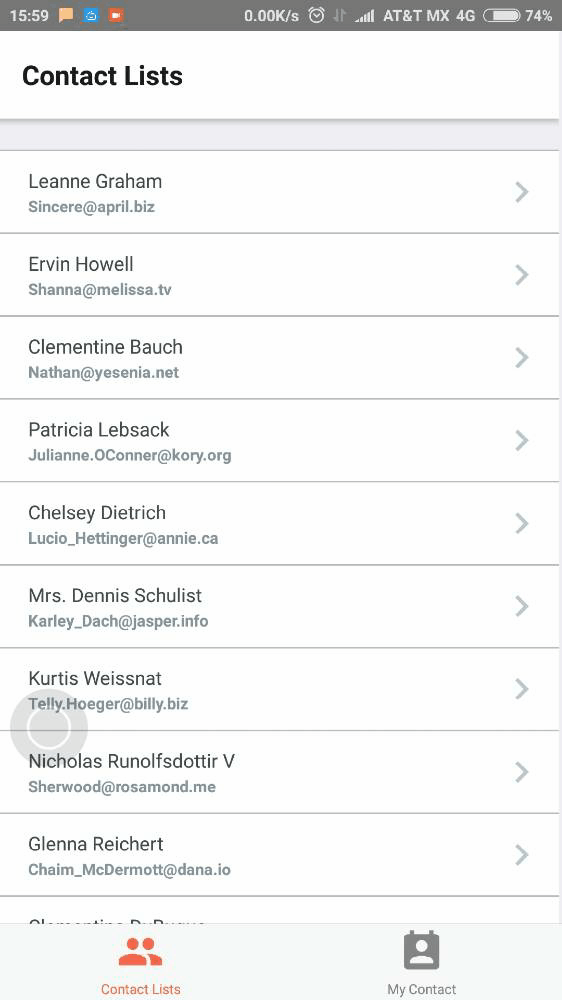 15:59 0.00K/s AT&T MX 4G 74%
Contact Lists
Leanne Graham
Sincere@april.biz
Ervin Howell
Shanna@melissa.tv
Clementine Bauch
Nathan@yesenia.net
Patricia Lebsack
Julianne.OConner@kory.org
Chelsey Dietrich
Lucio_Hettinger@annie.ca
Mrs. Dennis Schulist
Karley_Dach@jasper.info
Kurtis Weissnat
Telly.Hoeger@billy.biz
Nicholas Runolfsdottir V
Sherwood@rosamond.me
Glenna Reichert
Chaim_McDermott@dana.io
Contact Lists
My Contact